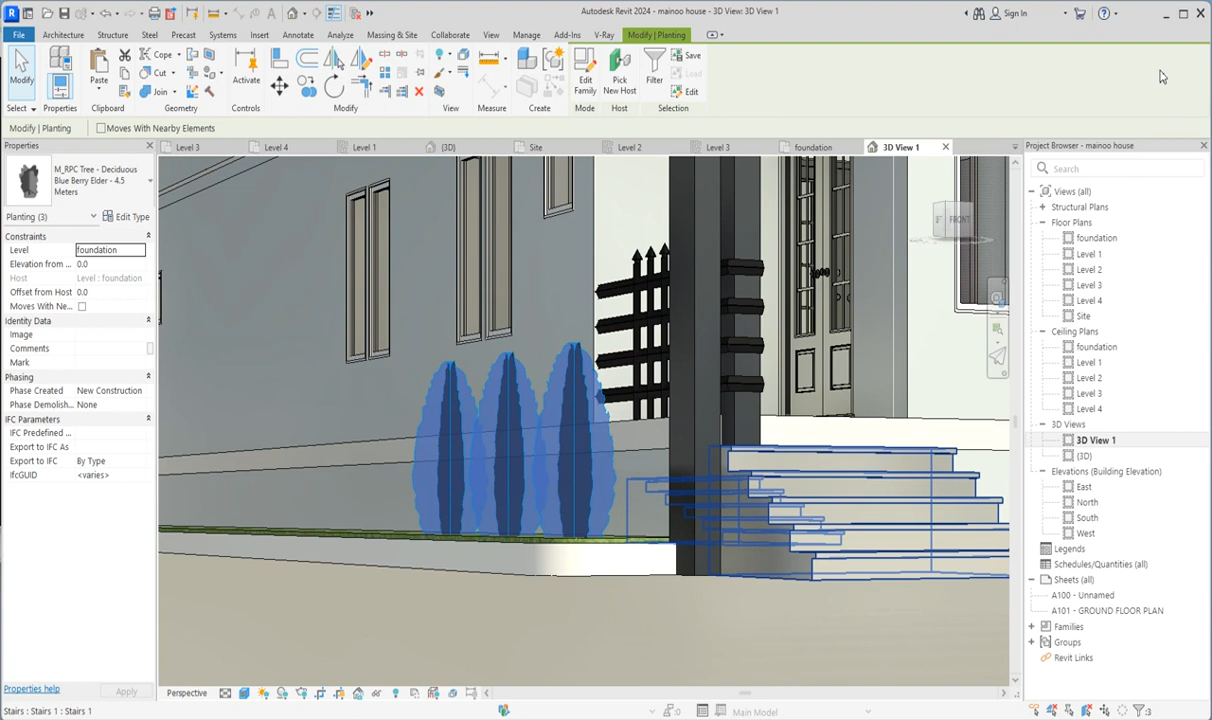 Autodesk Revit 2024 - mainoo house - 3D View: 3D View 1
Sign In
File Architecture Structure Steel Precast Systems Insert Annotate Analyze Massing & Site Collaborate View Manage Add-Ins V-Ray Modify | Planting
Modify
Select
Properties
Paste
Clipboard
Cope
Cut
Join
Geometry
Activate
Controls
Modify
View
Measure
Create
Edit Family
Mode
Pick New Host
Host
Filter
Save
Load
Edit
Selection
Modify | Planting Moves With Nearby Elements
Properties
M_RPC Tree - Deciduous
Blue Berry Elder - 4.5
Meters
Planting (3) Edit Type
Constraints
Level foundation
Elevation from ... 0.0
Host Level : foundation
Offset from Host 0.0
Moves With Ne...
Identity Data
Image
Comments
Mark
Phasing
Phase Created New Construction
Phase Demolish... None
IFC Parameters
IFC Predefined ...
Export to IFC As
Export to IFC By Type
IfcGUID <varies>
Properties help Apply
Level 3 Level 4 Level 1 (3D) Site Level 2 Level 3 foundation 3D View 1
FRONT
Project Browser - mainoo house
Search
Views (all)
Structural Plans
Floor Plans
foundation
Level 1
Level 2
Level 3
Level 4
Site
Ceiling Plans
foundation
Level 1
Level 2
Level 3
Level 4
3D Views
3D View 1
(3D)
Elevations (Building Elevation)
East
North
South
West
Legends
Schedules/Quantities (all)
Sheets (all)
A100 - Unnamed
A101 - GROUND FLOOR PLAN
Families
Groups
Revit Links
Perspective
Stairs : Stairs 1 : Stairs 1
:0
Main Model
:3